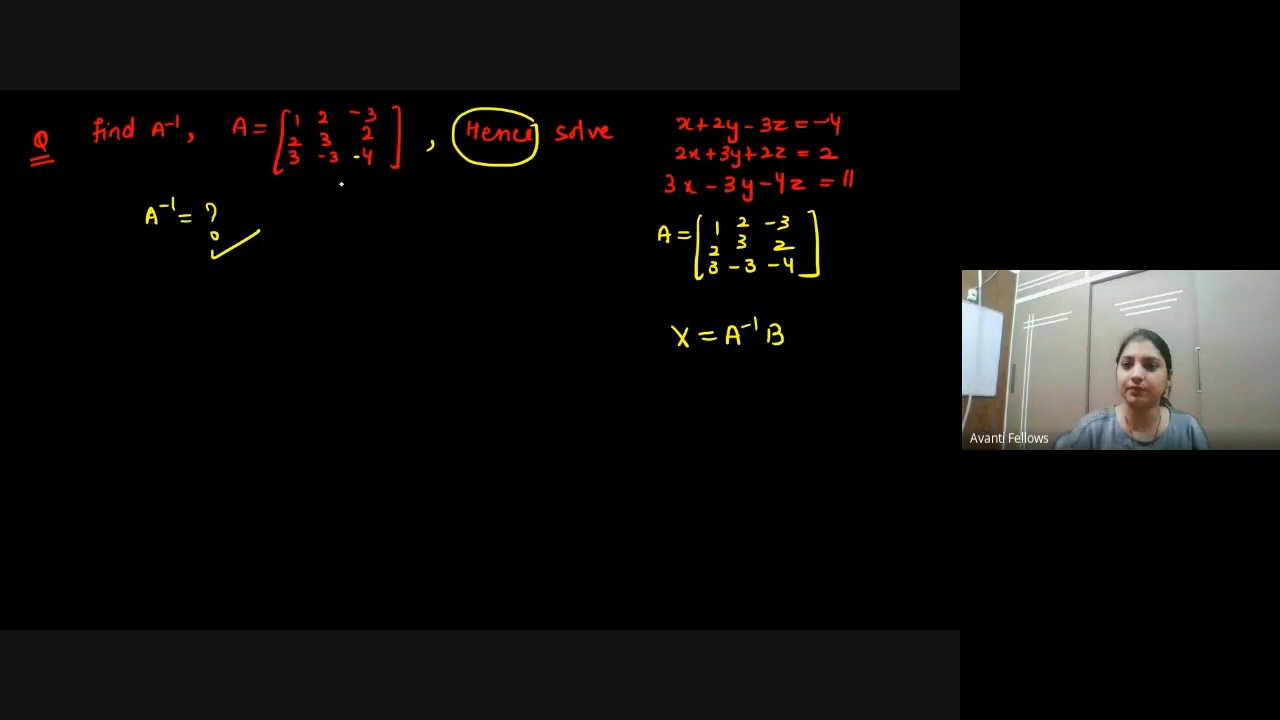 Q find A⁻¹, A = [1 2 -3
2 3 2
3 -3 -4], Hence solve
x+2y-3z=-4
2x+3y+2z=2
3x-3y-4z=11
A⁻¹ = ?
A = [1 2 -3
2 3 2
3 -3 -4]
X = A⁻¹ B
Avanti Fellows